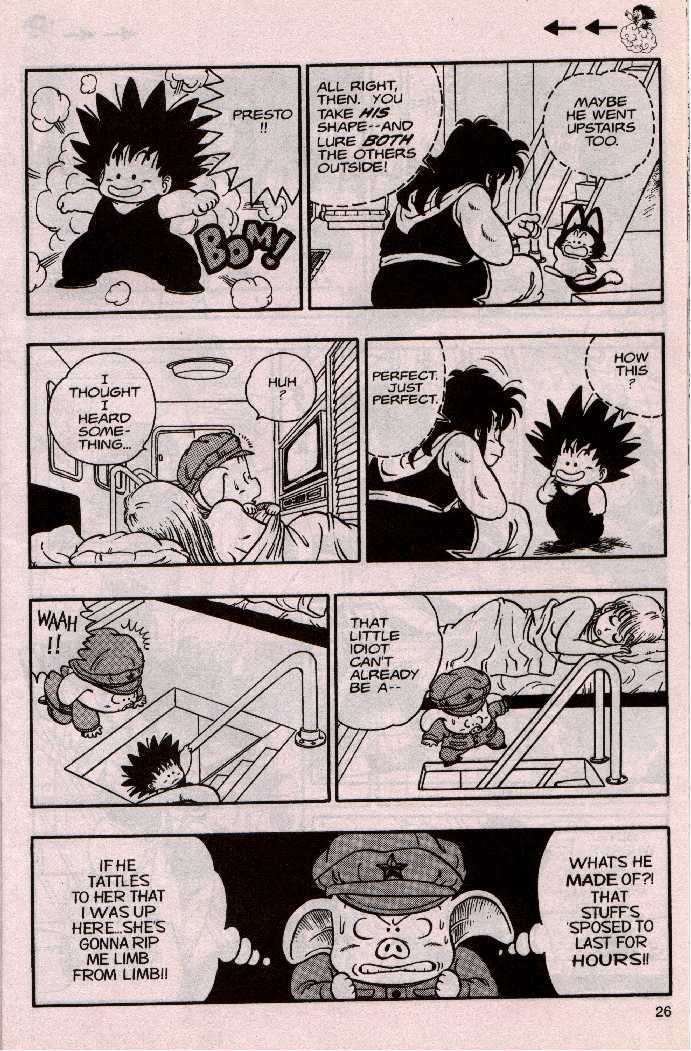 MAYBE
HE WENT
UPSTAIRS
TOO.
ALL RIGHT,
THEN. YOU
TAKE HIS
SHAPE--AND
LURE BOTH
THE OTHERS
OUTSIDE!
PRESTO
!!
BOM!
HOW
THIS
?
PERFECT.
JUST
PERFECT.
HUH
?
I
THOUGHT
I
HEARD
SOME-
THING...
THAT
LITTLE
IDIOT
CAN'T
ALREADY
BE A--
WAAH
!!
WHAT'S HE
MADE OF?!
THAT
STUFF'S
'SPOSED TO
LAST FOR
HOURS!!
IF HE
TATTLES
TO HER THAT
I WAS UP
HERE...SHE'S
GONNA RIP
ME LIMB
FROM LIMB!!
26